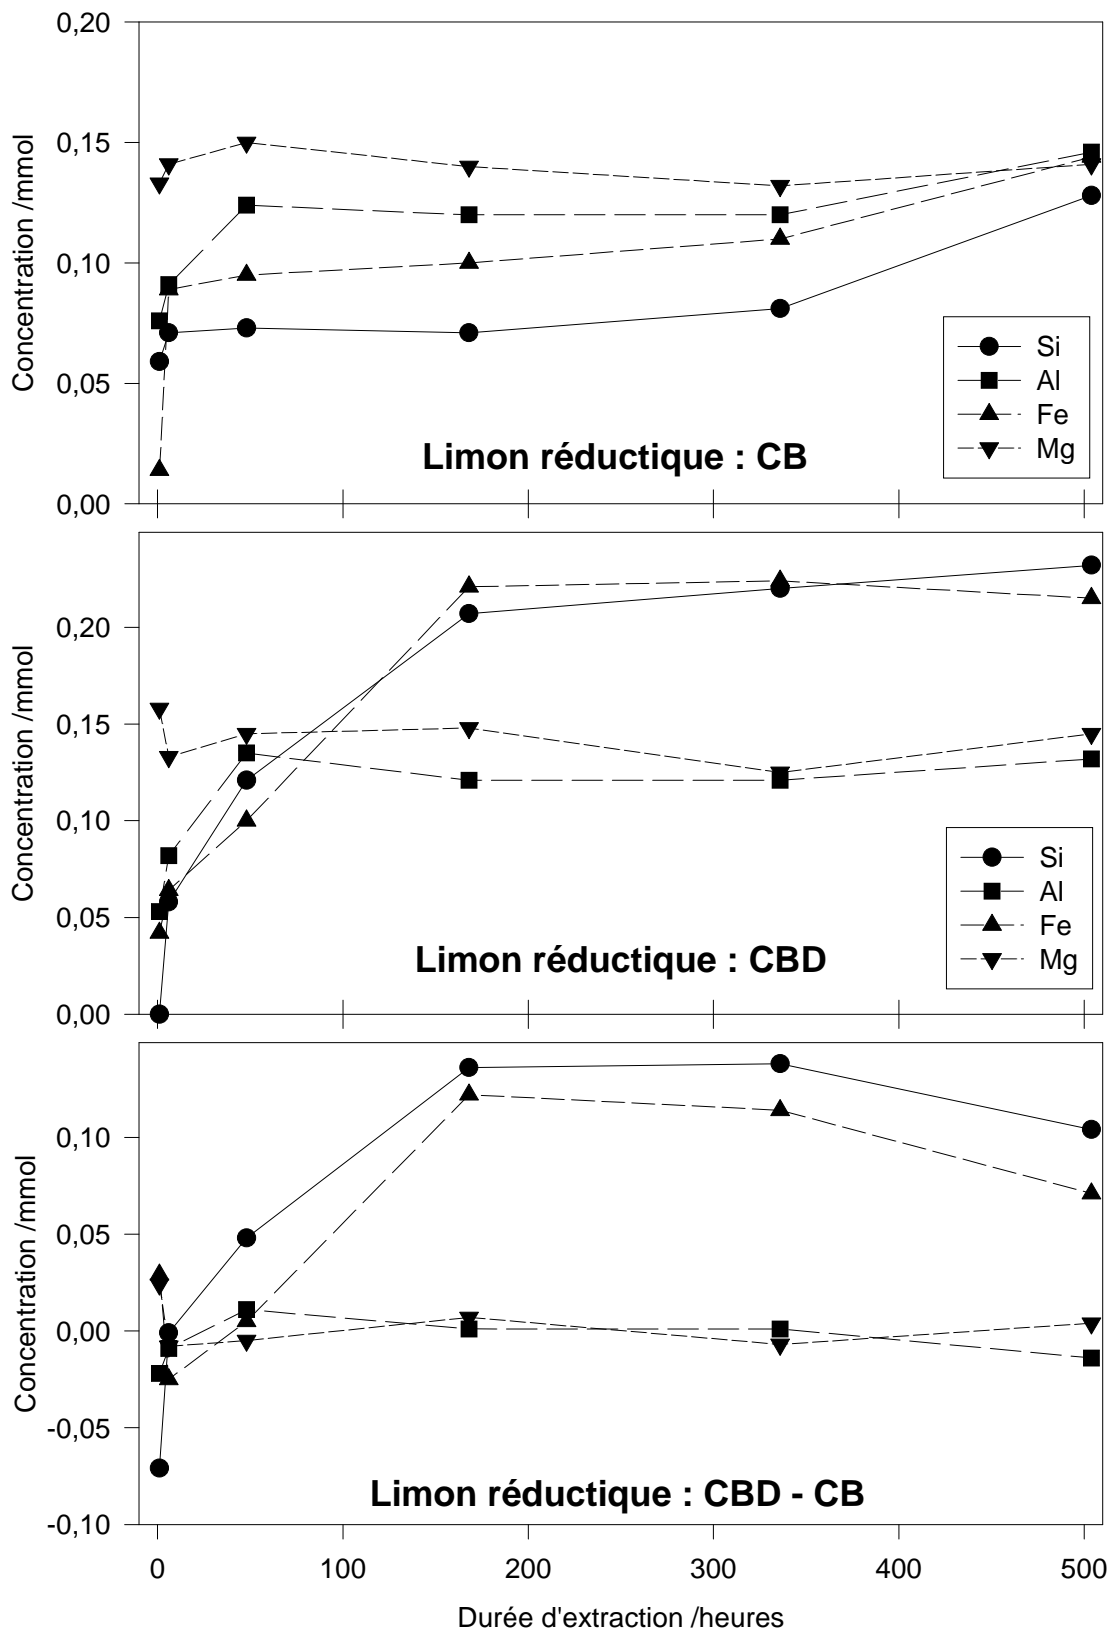 0,20
0,15
0,10
0,05
0,00
Concentration /mmol
Si
Al
Fe
Mg
Limon réductique : CB
0,20
0,15
0,10
0,05
0,00
Concentration /mmol
Si
Al
Fe
Mg
Limon réductique : CBD
0,10
0,05
0,00
-0,05
-0,10
Concentration /mmol
Limon réductique : CBD - CB
0 100 200 300 400 500
Durée d'extraction /heures